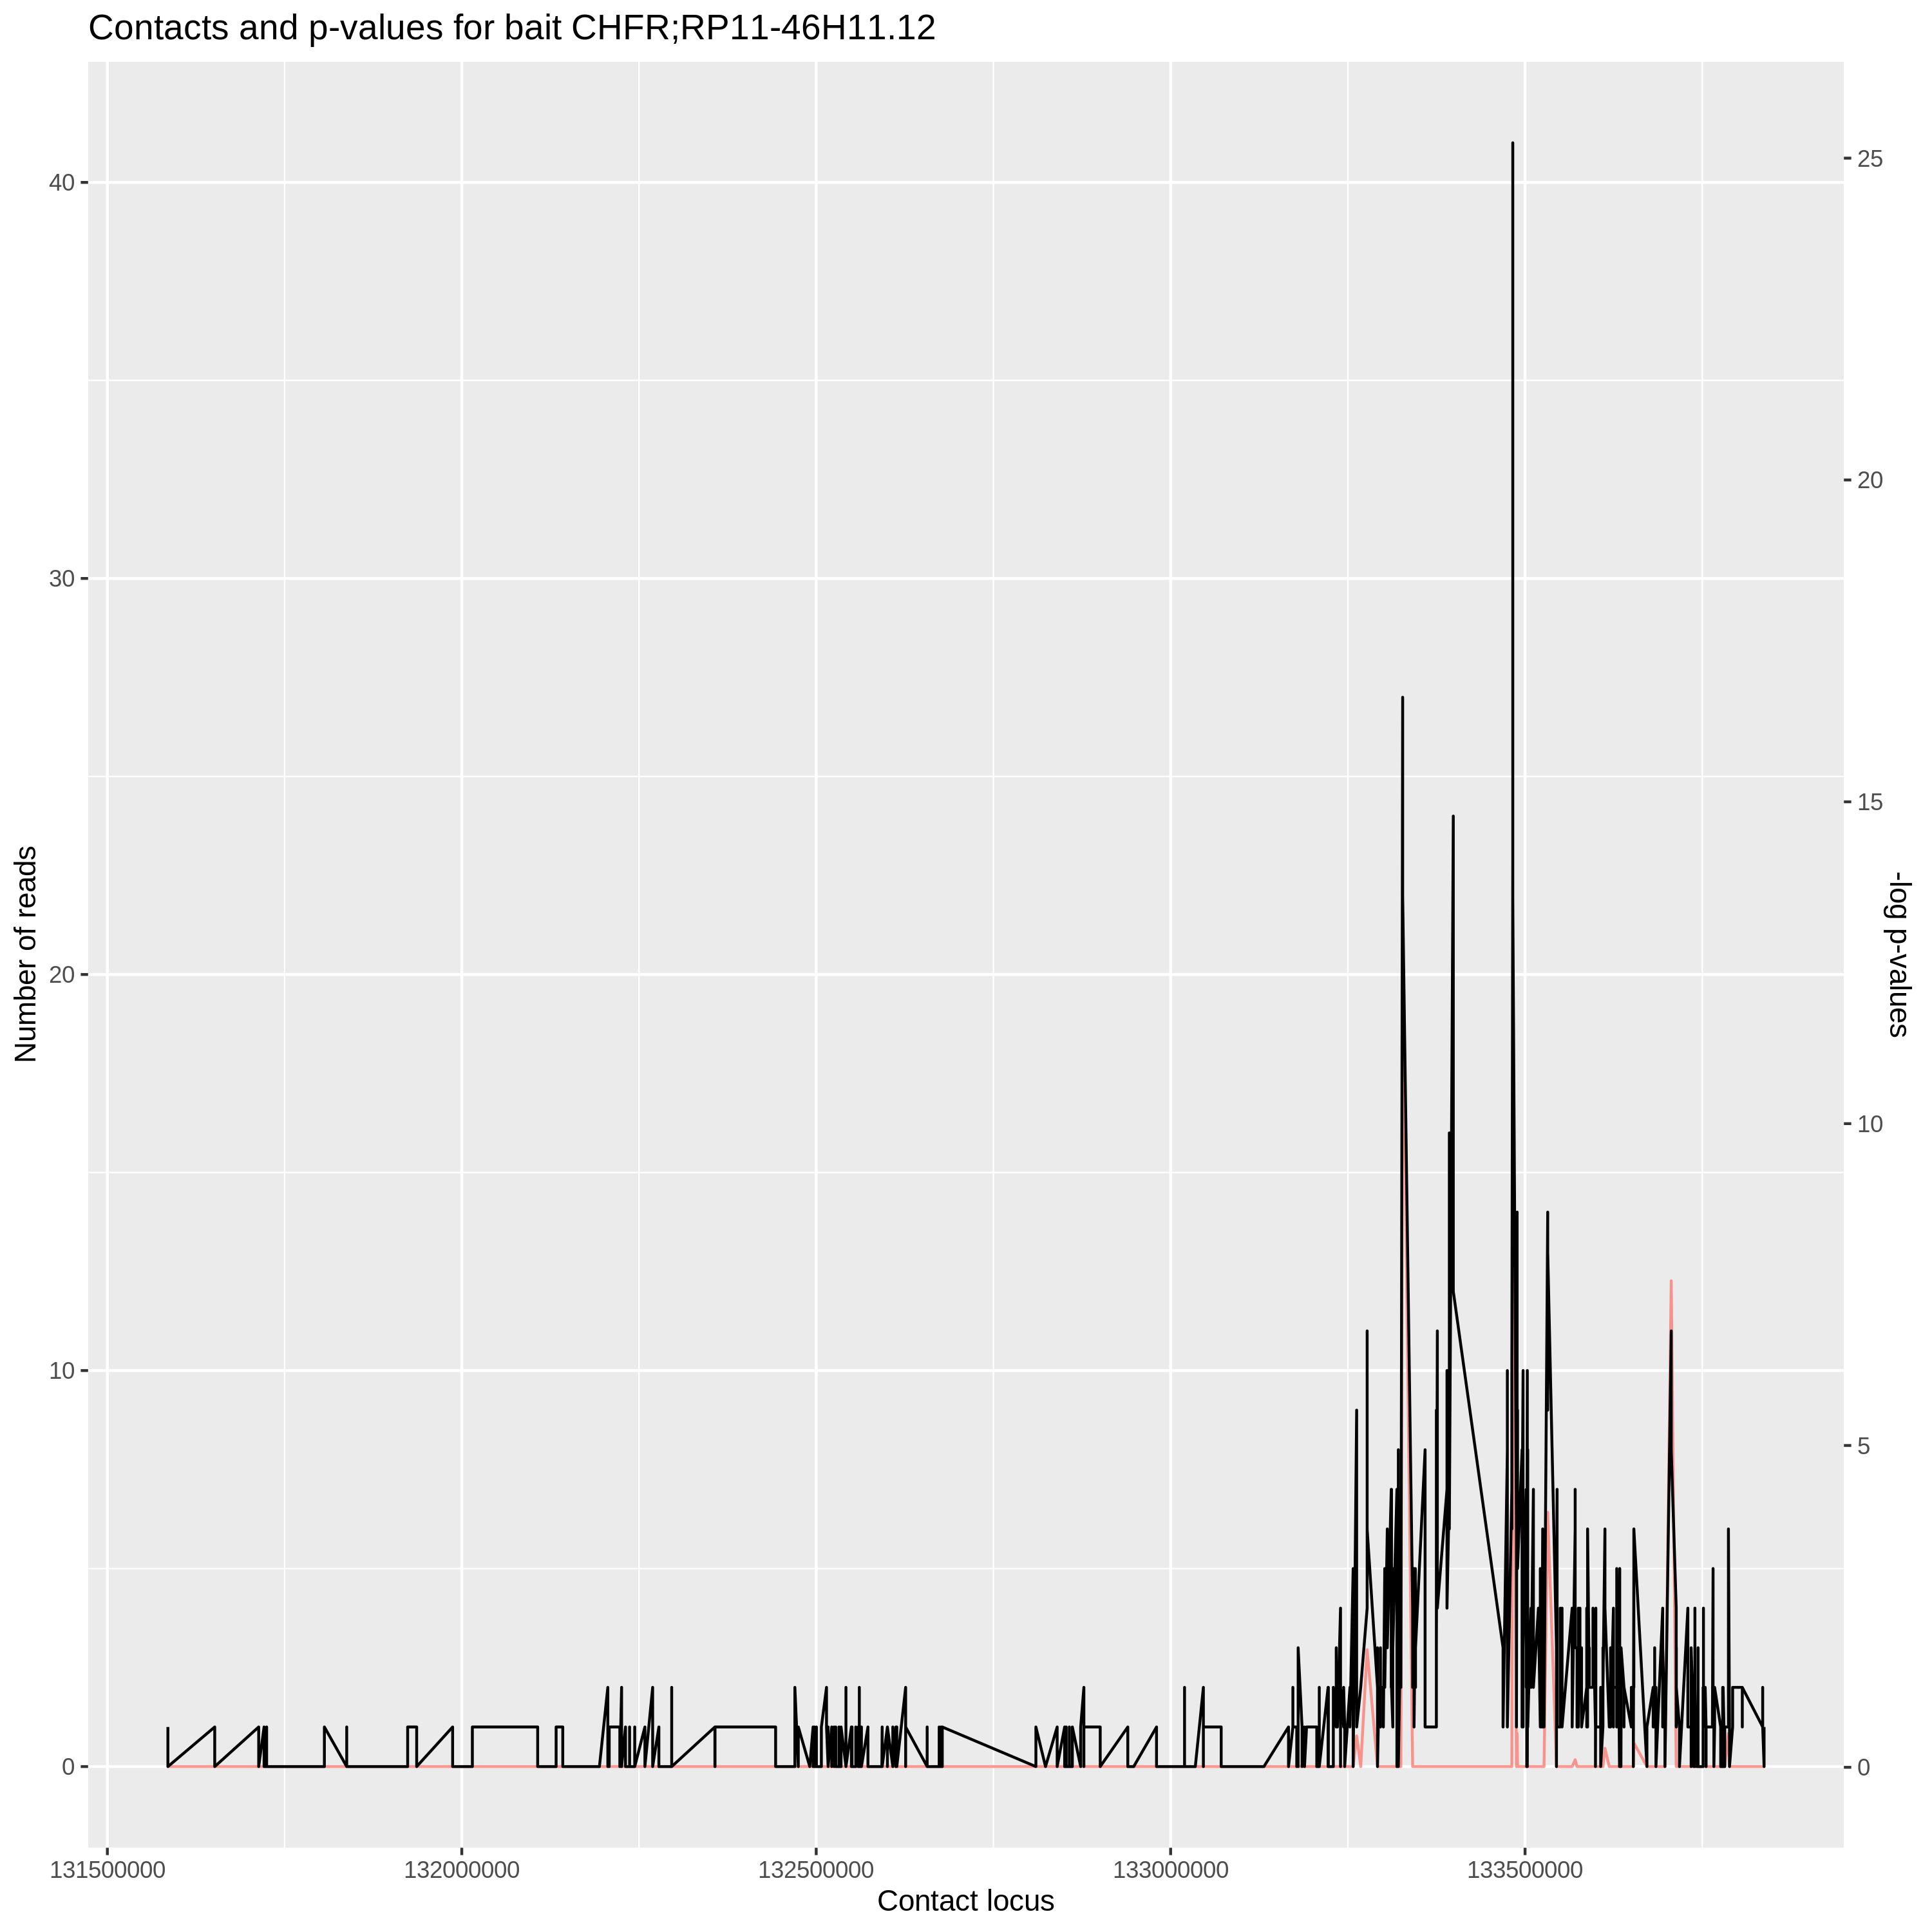 Contacts and p-values for bait CHFR;RP11-46H11.12
40
30
20
10
0
Number of reads
25
20
15
10
5
0
-log p-values
131500000 132000000 132500000 133000000 133500000
Contact locus